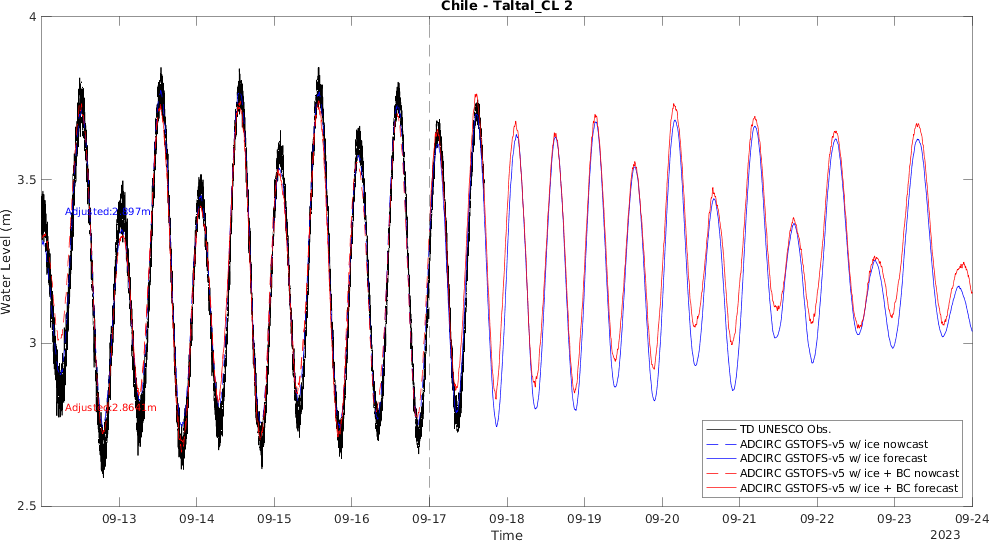 Chile - Taltal_CL 2
4
3.5
3
2.5
Water Level (m)
Adjusted:2.897m
09-13
09-14
09-15
09-16
09-17
09-18
09-19
09-20
09-21
09-22
09-23
09-24
Time
2023
TD UNESCO Obs.
ADCIRC GSTOFS-v5 w/ ice nowcast
ADCIRC GSTOFS-v5 w/ ice forecast
ADCIRC GSTOFS-v5 w/ ice + BC nowcast
ADCIRC GSTOFS-v5 w/ ice + BC forecast